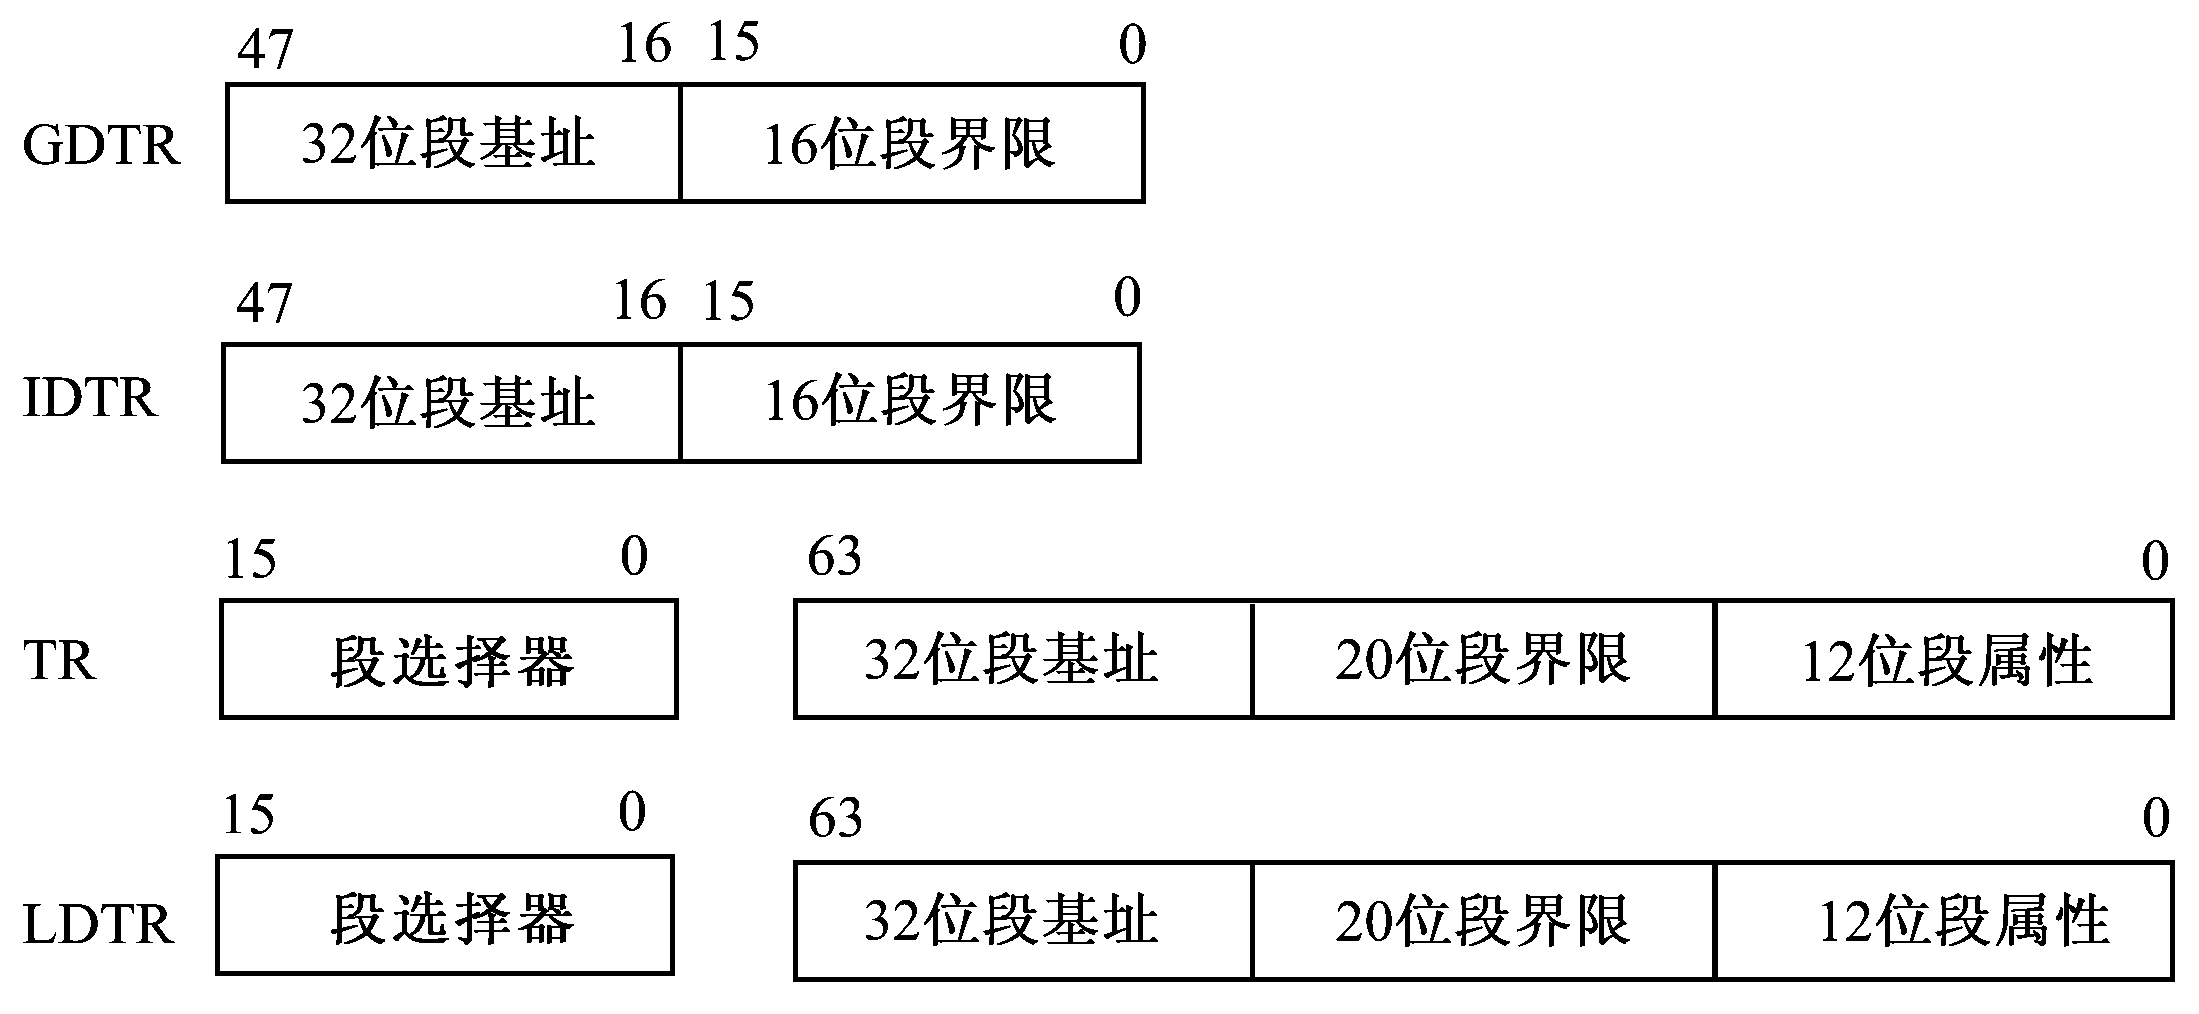 47 16 15 0
GDTR 32位段基址 16位段界限
47 16 15 0
IDTR 32位段基址 16位段界限
15 0 63 0
TR 段选择器 32位段基址 20位段界限 12位段属性
15 0 63 0
LDTR 段选择器 32位段基址 20位段界限 12位段属性